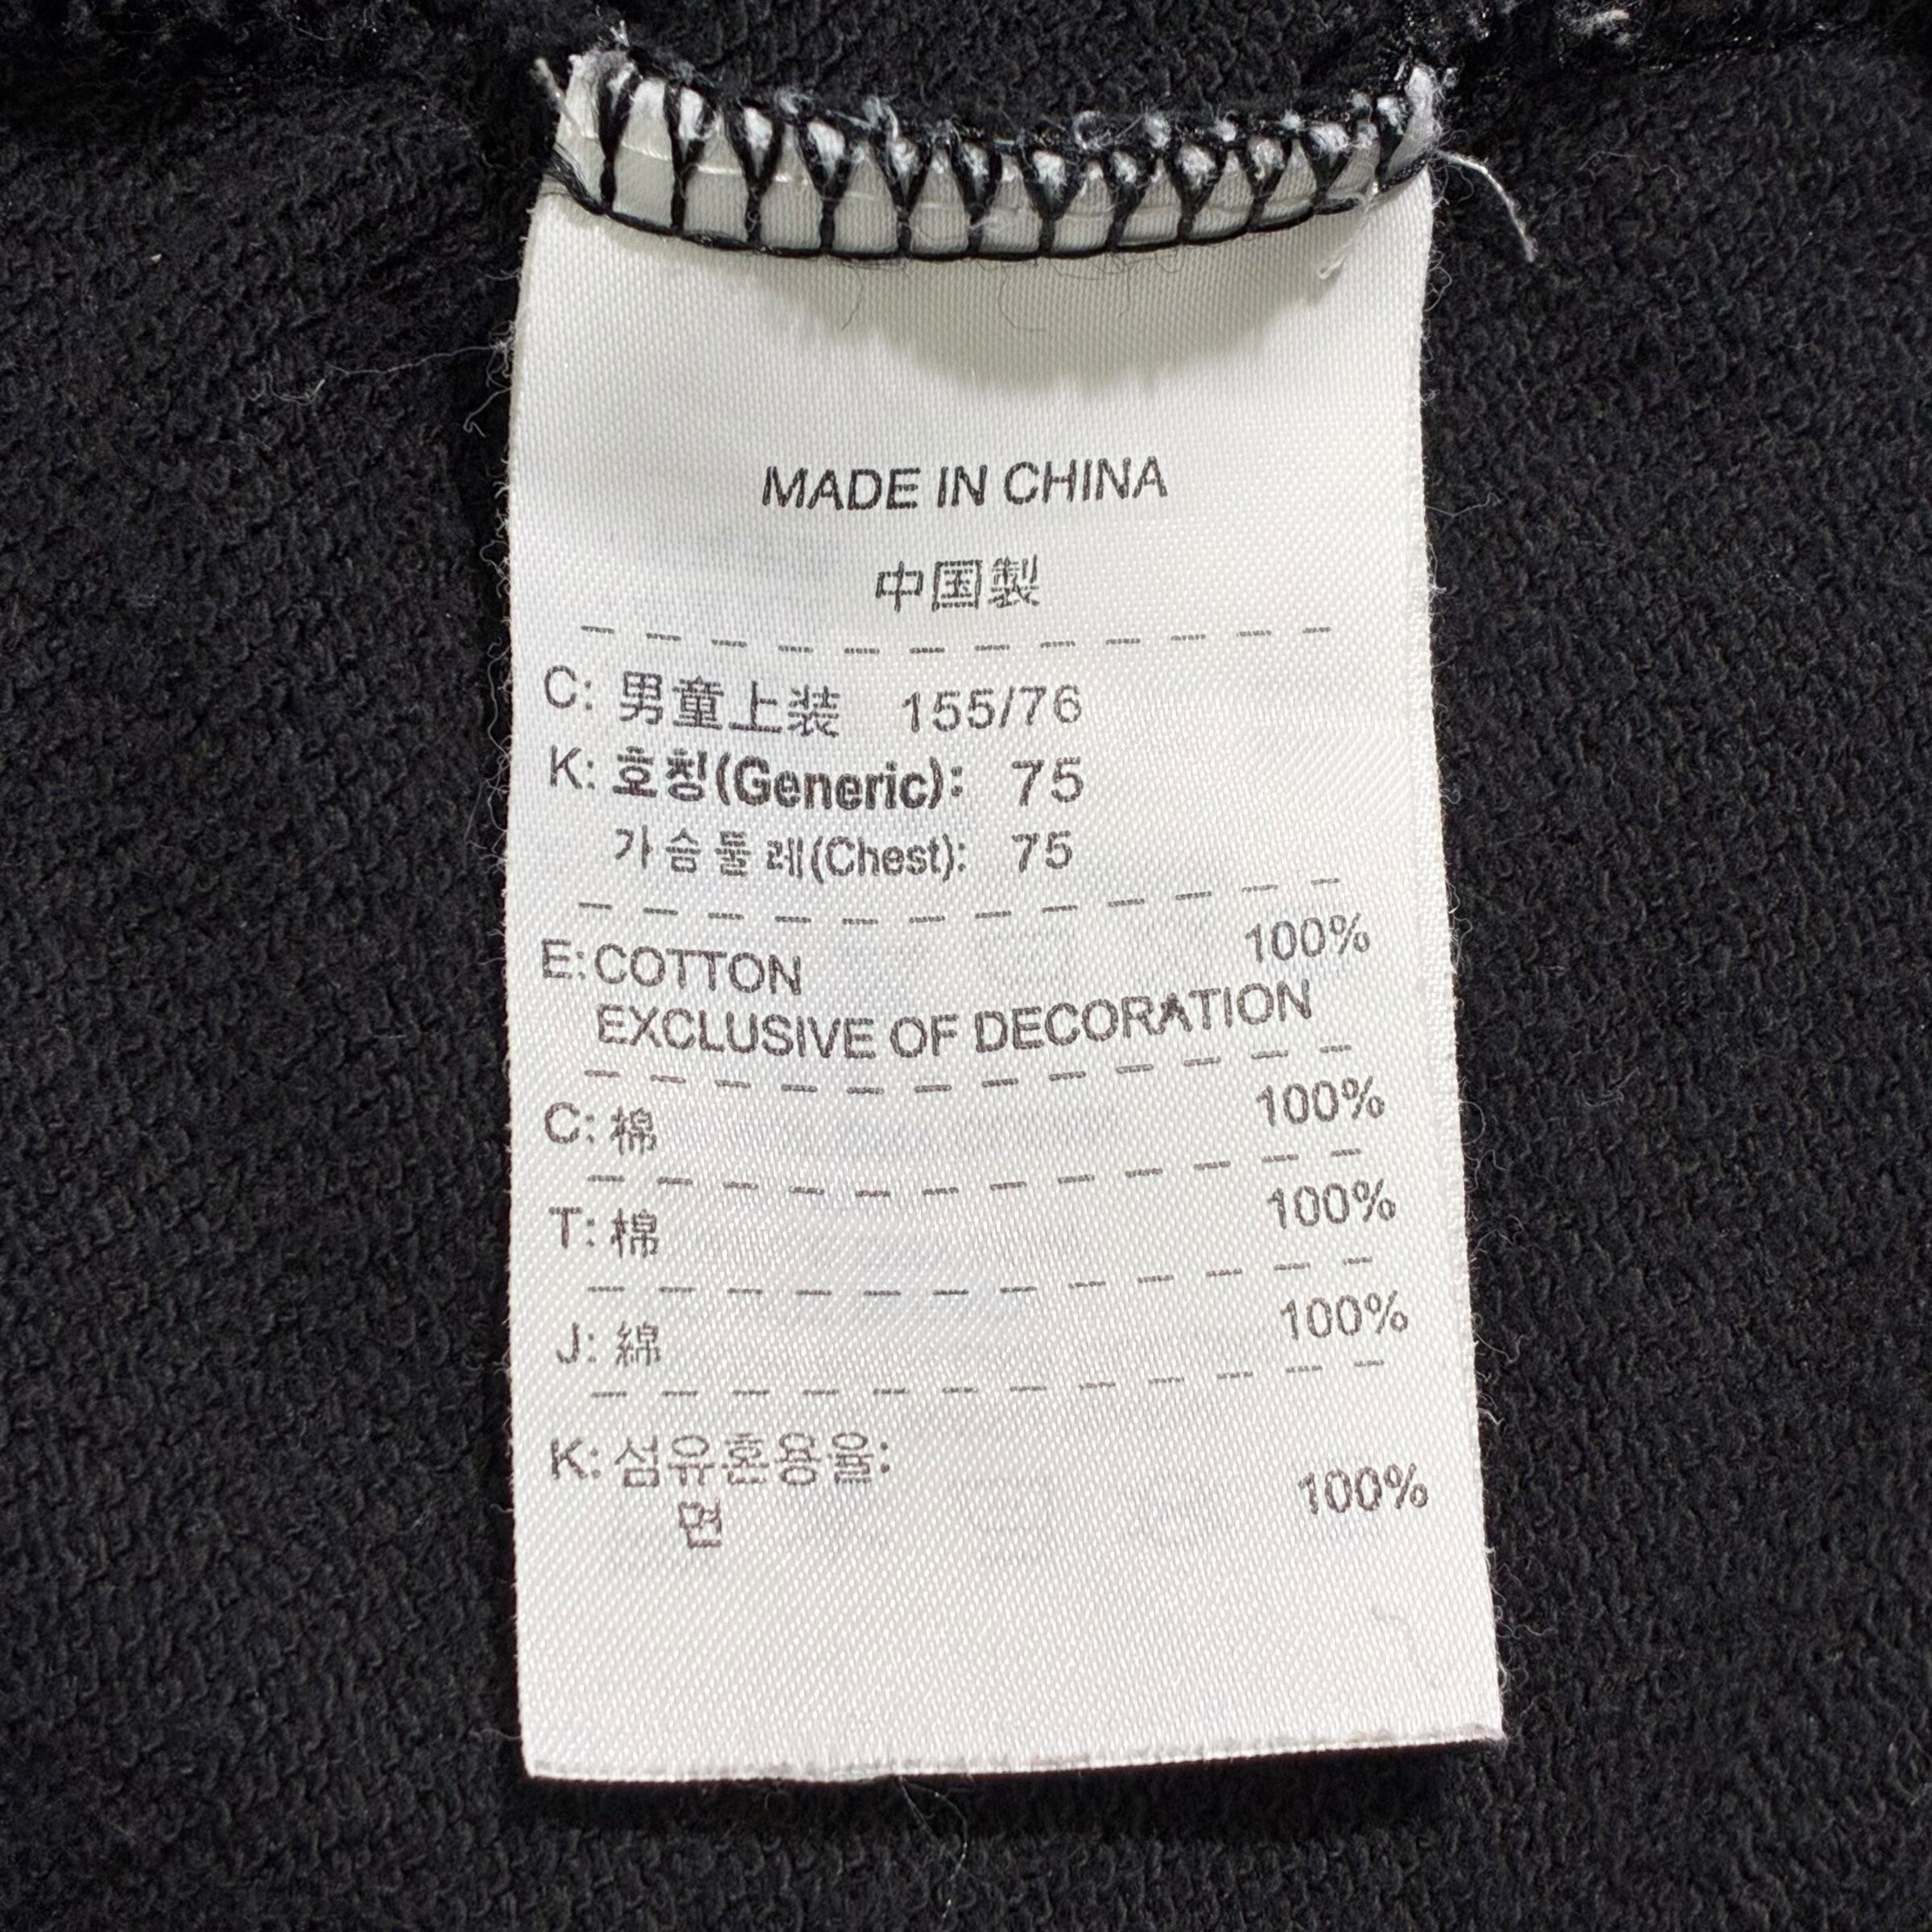 MADE IN CHINA
中国製
C: 男童上装 155/76
K: 호칭(Generic): 75
가슴둘레(Chest): 75
E: COTTON 100%
EXCLUSIVE OF DECORATION
C: 棉 100%
T: 棉 100%
J: 綿 100%
K: 섬유혼용율:
면 100%